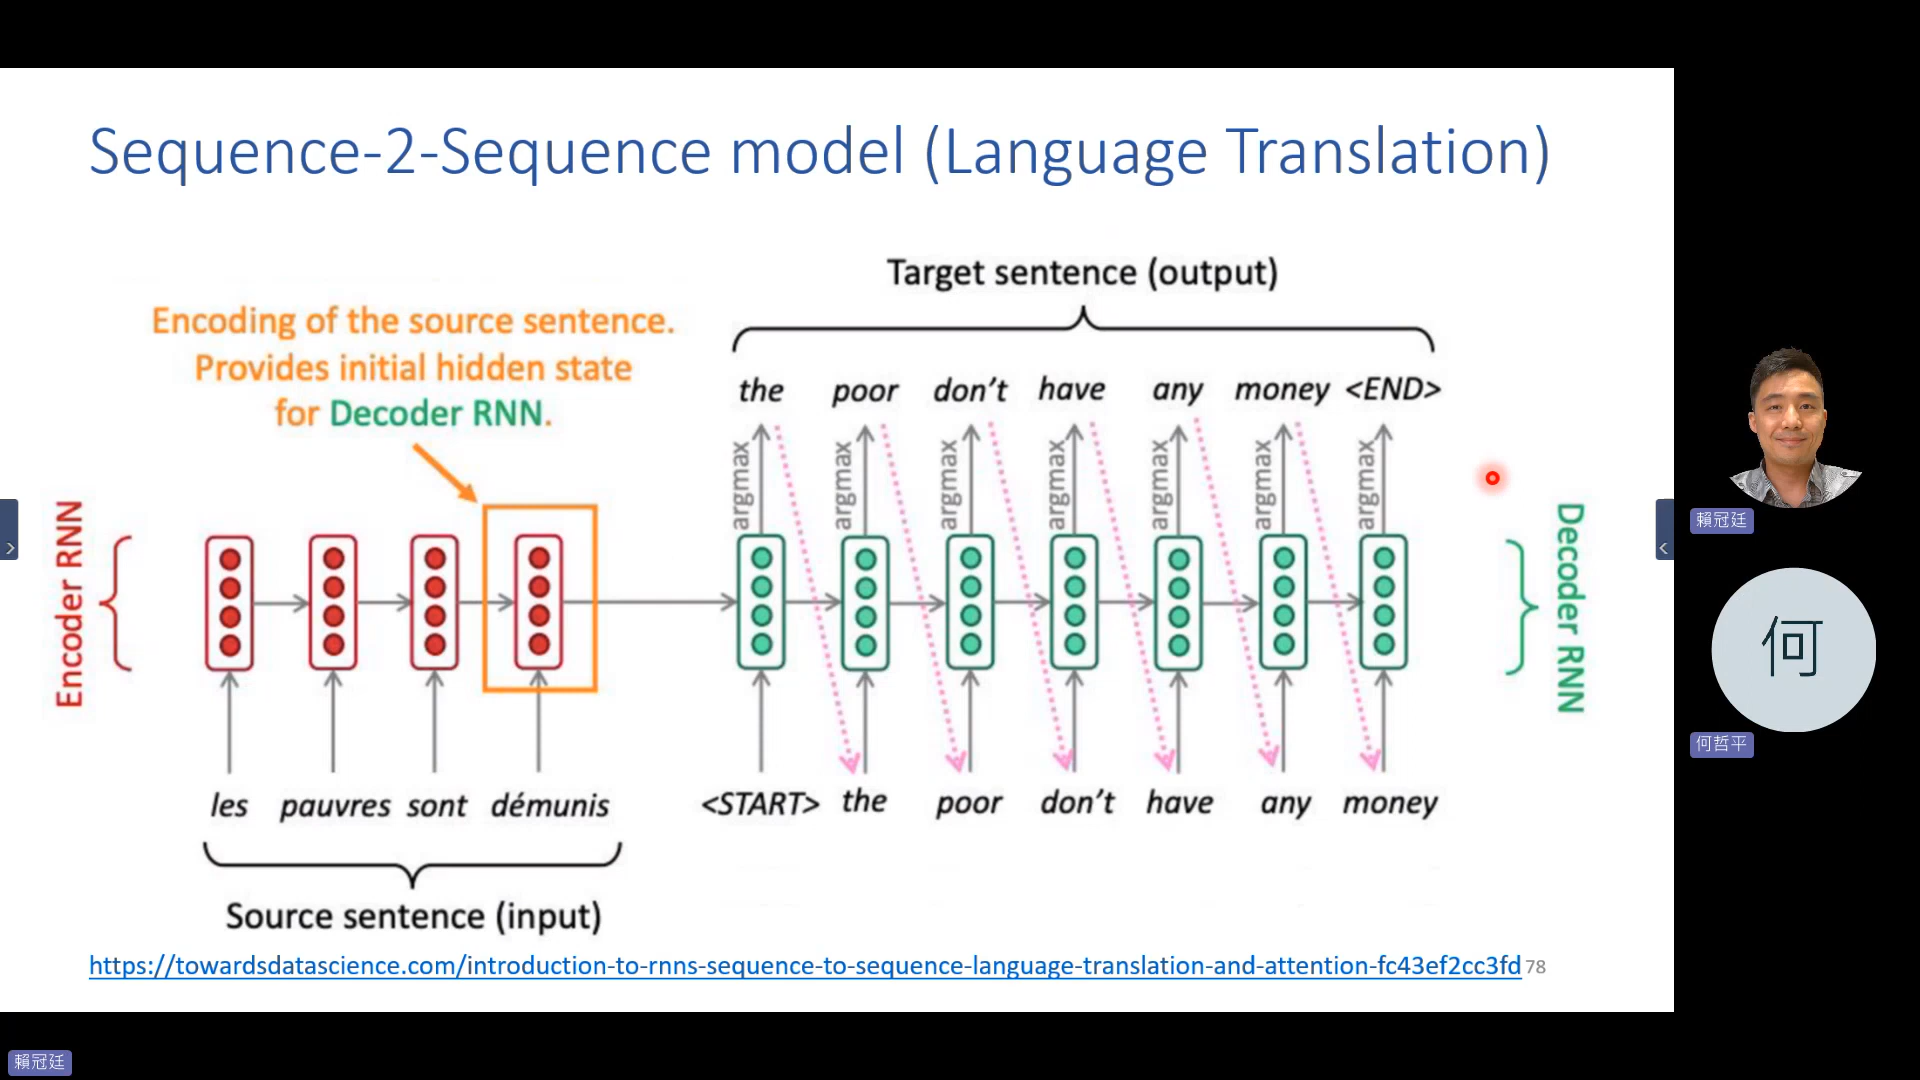 Sequence-2-Sequence model (Language Translation)
Target sentence (output)
Encoding of the source sentence.
Provides initial hidden state
for Decoder RNN.
the poor don't have any money <END>
argmax argmax argmax argmax argmax argmax argmax
Encoder RNN
Decoder RNN
les pauvres sont démunis
<START> the poor don't have any money
Source sentence (input)
https://towardsdatascience.com/introduction-to-rnns-sequence-to-sequence-language-translation-and-attention-fc43ef2cc3fd 78
賴冠廷
何
何哲平
賴冠廷